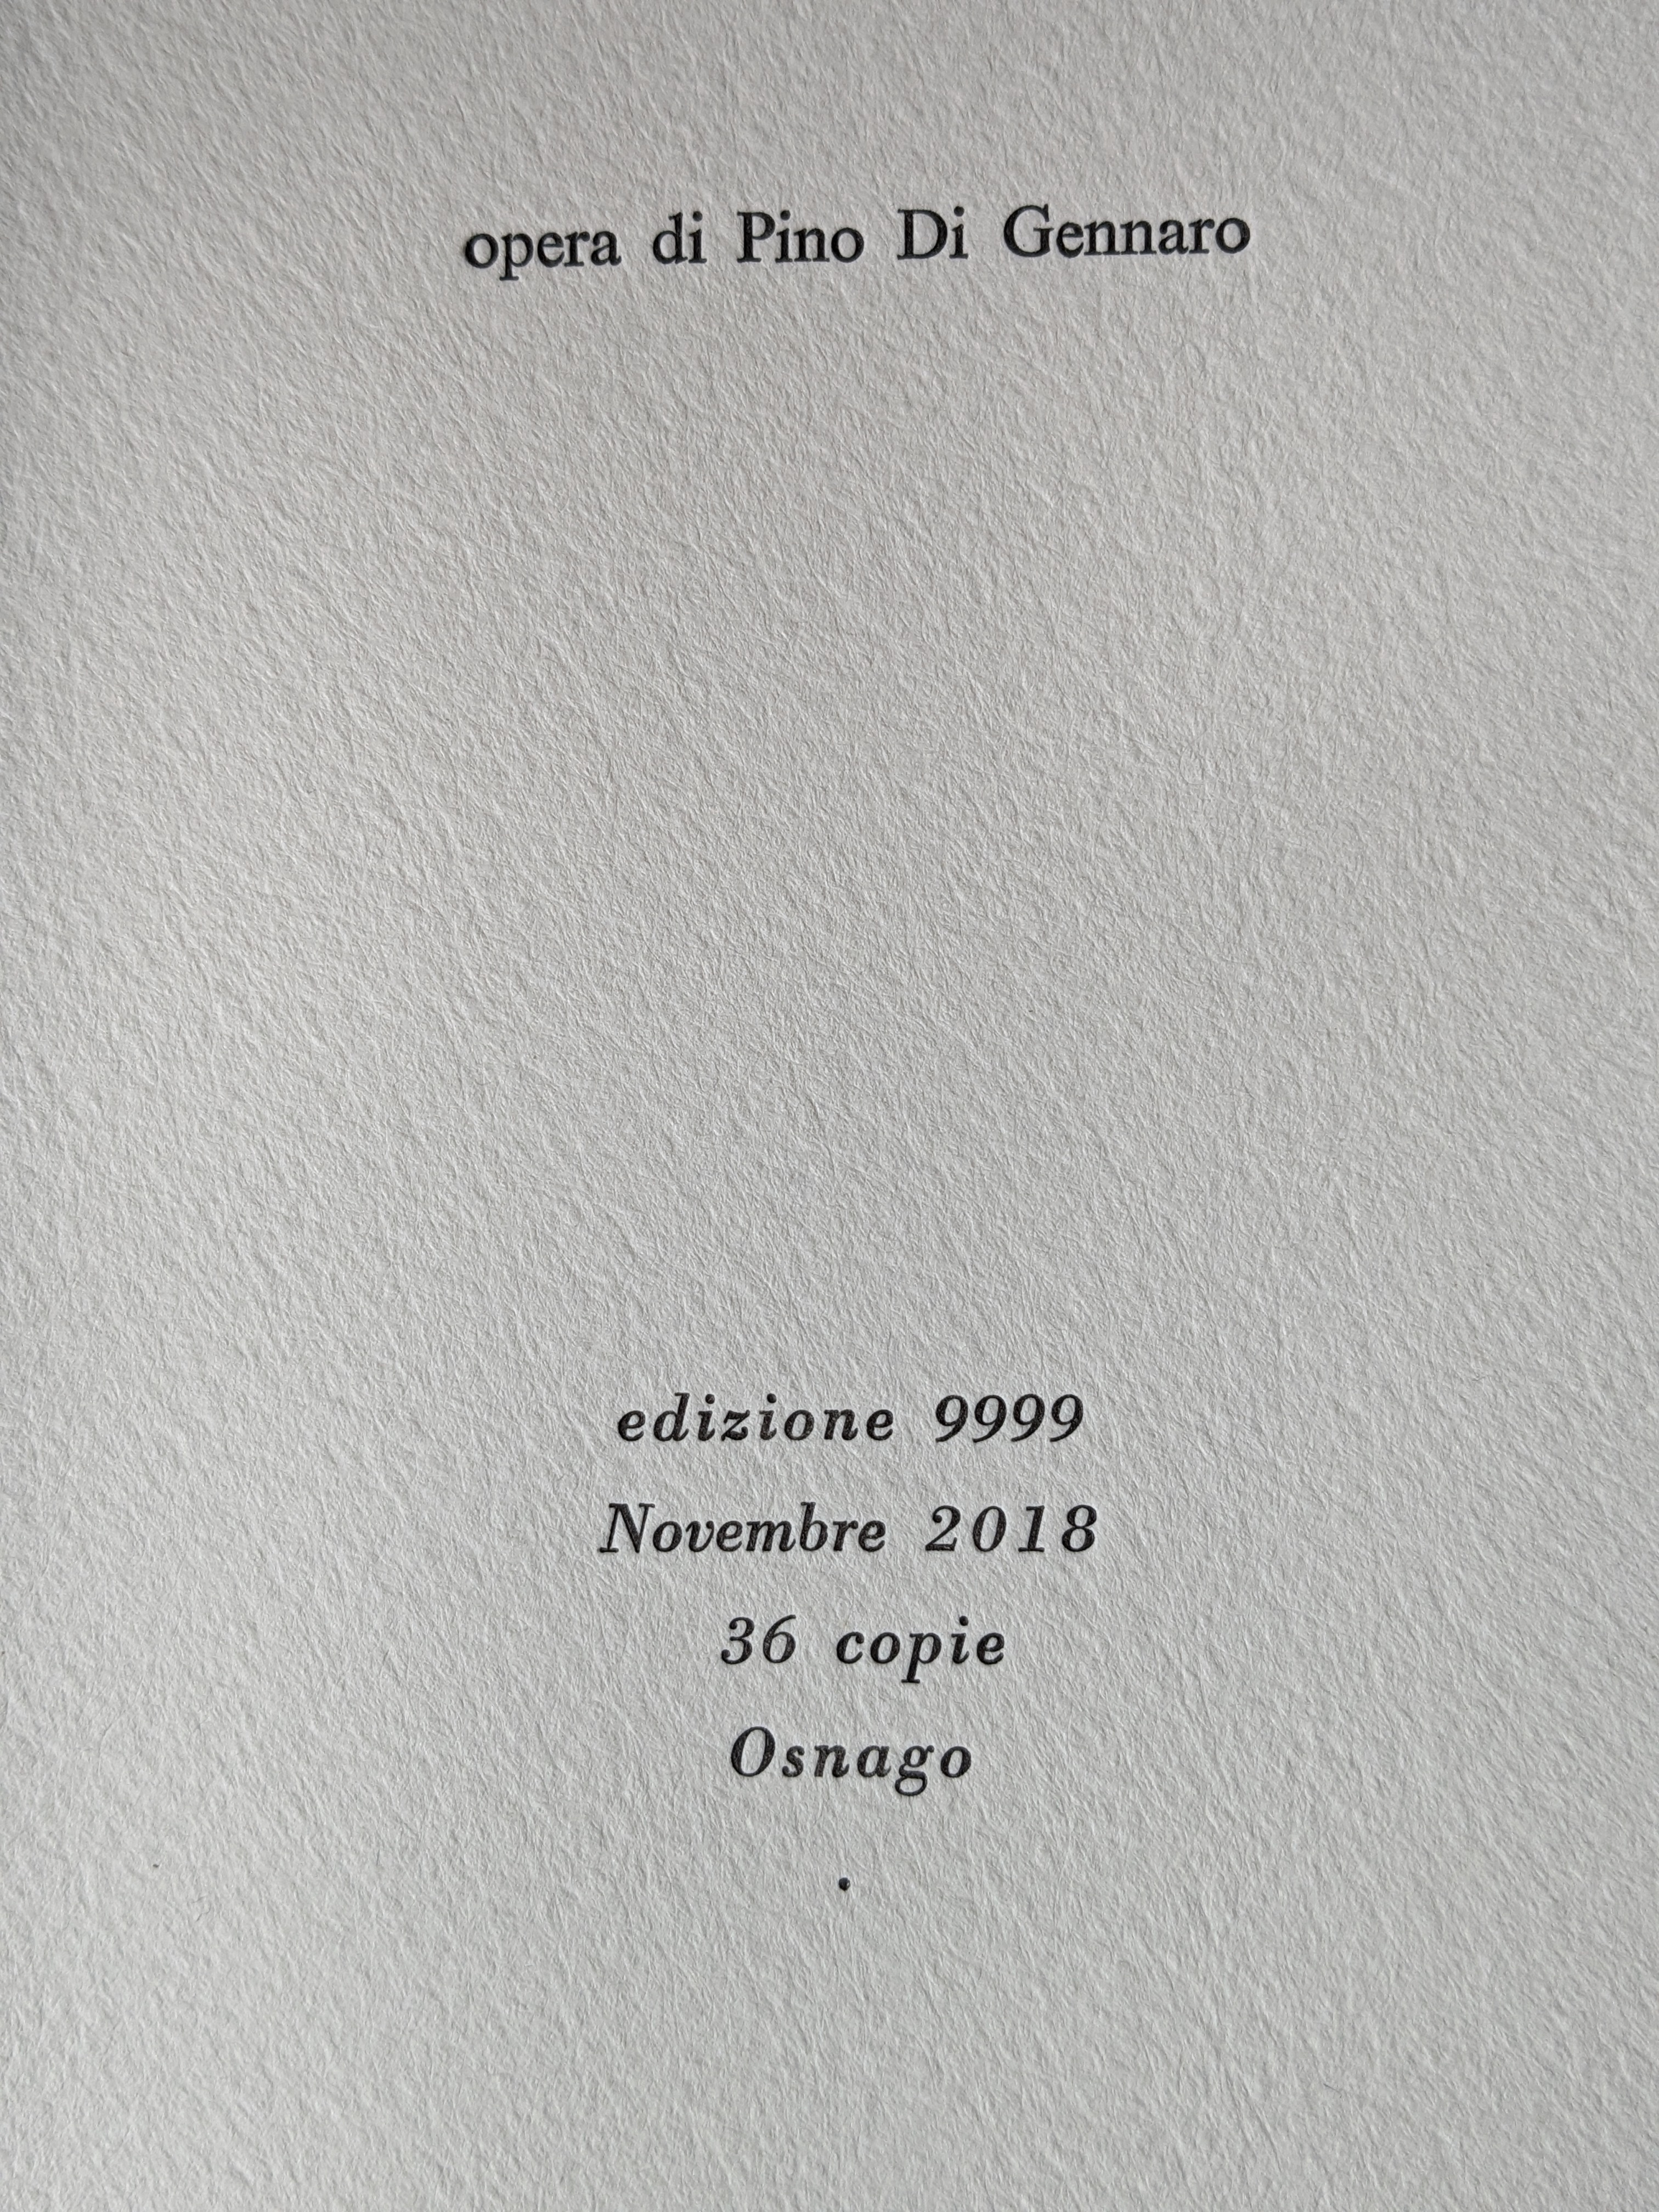 opera di Pino Di Gennaro
edizione 9999
Novembre 2018
36 copie
Osnago
.